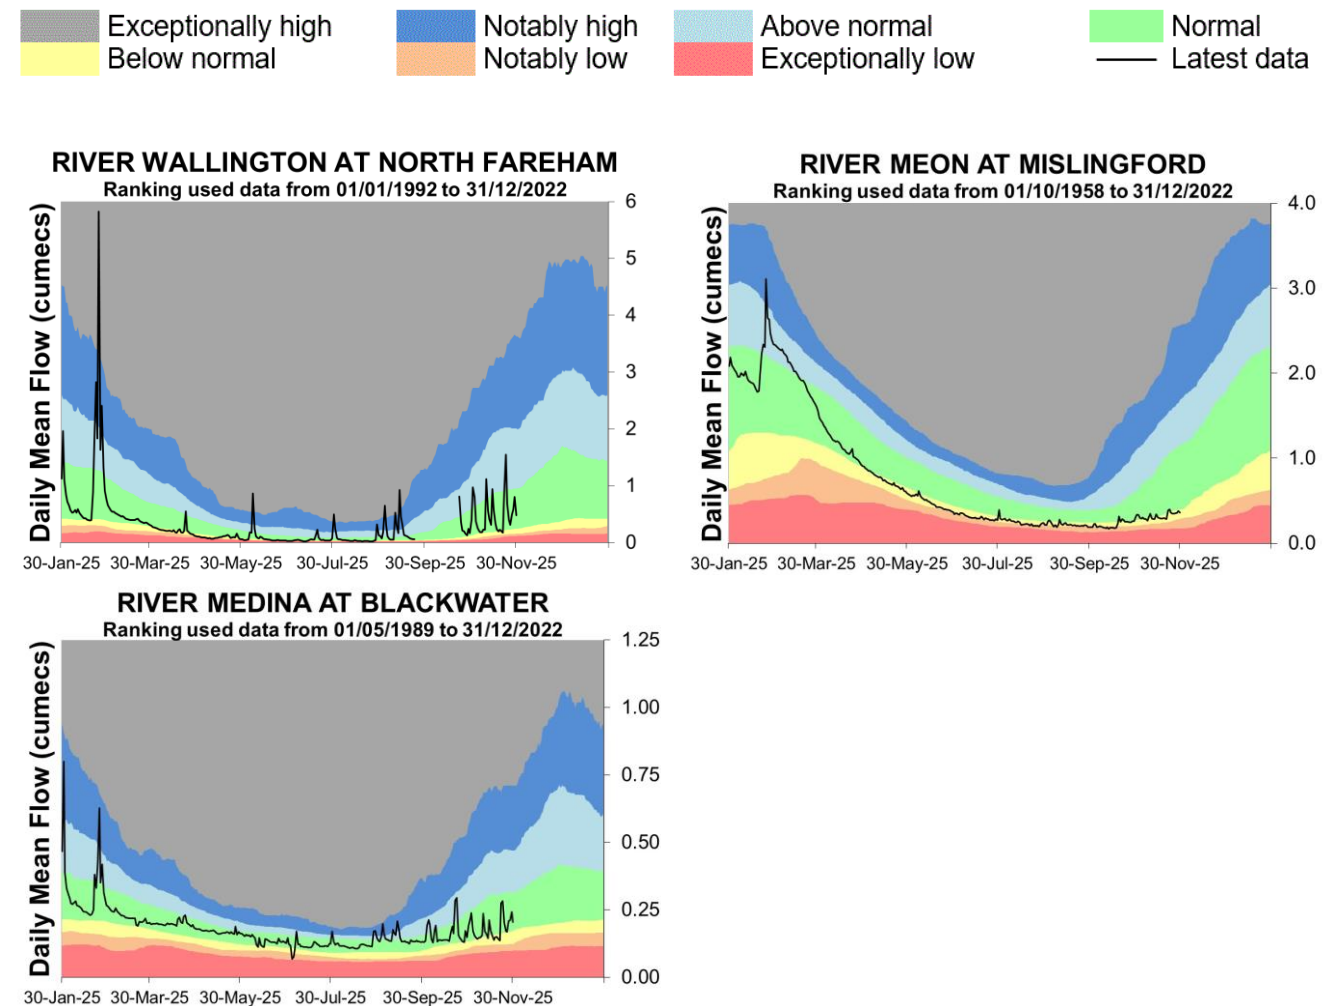 Exceptionally high Notably high Above normal Normal
Below normal Notably low Exceptionally low Latest data
RIVER WALLINGTON AT NORTH FAREHAM
Ranking used data from 01/01/1992 to 31/12/2022
Daily Mean Flow (cumecs)
6
5
4
3
2
1
0
30-Jan-25 30-Mar-25 30-May-25 30-Jul-25 30-Sep-25 30-Nov-25
RIVER MEON AT MISLINGFORD
Ranking used data from 01/10/1958 to 31/12/2022
Daily Mean Flow (cumecs)
4.0
3.0
2.0
1.0
0.0
30-Jan-25 30-Mar-25 30-May-25 30-Jul-25 30-Sep-25 30-Nov-25
RIVER MEDINA AT BLACKWATER
Ranking used data from 01/05/1989 to 31/12/2022
Daily Mean Flow (cumecs)
1.25
1.00
0.75
0.50
0.25
0.00
30-Jan-25 30-Mar-25 30-May-25 30-Jul-25 30-Sep-25 30-Nov-25